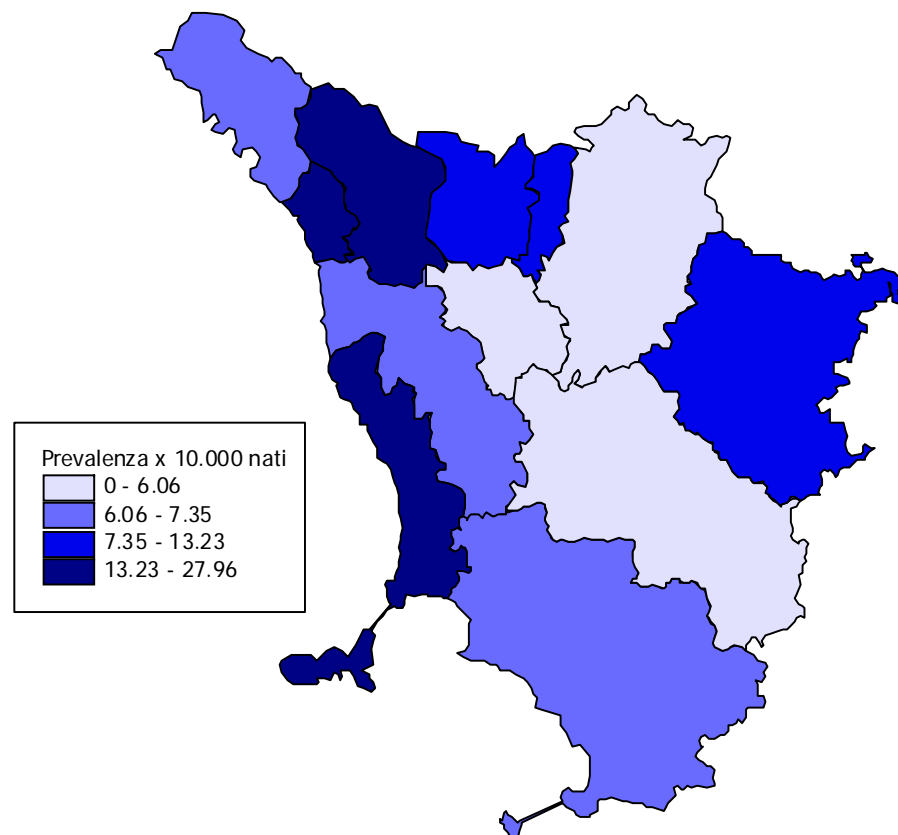 Prevalenza x 10.000 nati
0 - 6.06
6.06 - 7.35
7.35 - 13.23
13.23 - 27.96